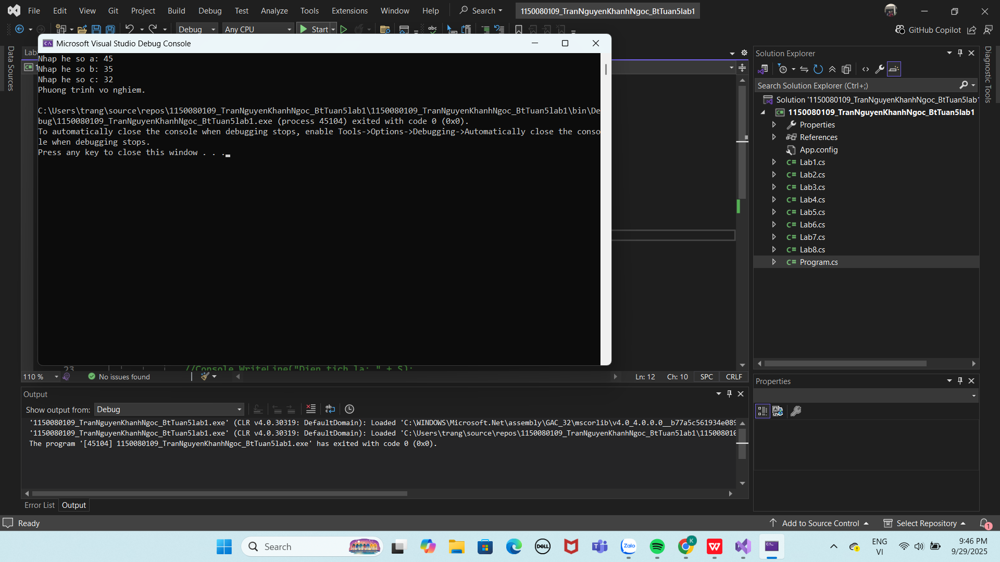 File Edit View Git Project Build Debug Test Analyze Tools Extensions Window Help Search 1150080109_TranNguyenKhanhNgoc_BtTuan5lab1
Debug Any CPU Start GitHub Copilot
Data Sources
Lab
Microsoft Visual Studio Debug Console
Nhap he so a: 45
Nhap he so b: 35
Nhap he so c: 32
Phuong trinh vo nghiem.
C:\Users\trang\source\repos\1150080109_TranNguyenKhanhNgoc_BtTuan5lab1\1150080109_TranNguyenKhanhNgoc_BtTuan5lab1\bin\De
bug\1150080109_TranNguyenKhanhNgoc_BtTuan5lab1.exe (process 45104) exited with code 0 (0x0).
To automatically close the console when debugging stops, enable Tools->Options->Debugging->Automatically close the conso
le when debugging stops.
Press any key to close this window . . .
23 //Console.WriteLine("Dien tich la: " + S);
110 % No issues found Ln: 12 Ch: 10 SPC CRLF
Output
Show output from: Debug
'1150080109_TranNguyenKhanhNgoc_BtTuan5lab1.exe' (CLR v4.0.30319: DefaultDomain): Loaded 'C:\WINDOWS\Microsoft.Net\assembly\GAC_32\mscorlib\v4.0_4.0.0.0__b77a5c561934e089
'1150080109_TranNguyenKhanhNgoc_BtTuan5lab1.exe' (CLR v4.0.30319: DefaultDomain): Loaded 'C:\Users\trang\source\repos\1150080109_TranNguyenKhanhNgoc_BtTuan5lab1\115008010
The program '[45104] 1150080109_TranNguyenKhanhNgoc_BtTuan5lab1.exe' has exited with code 0 (0x0).
Error List Output
Solution Explorer
Search Solution Explorer (Ctrl+;)
Solution '1150080109_TranNguyenKhanhNgoc_BtTuan5lab1'
C# 1150080109_TranNguyenKhanhNgoc_BtTuan5lab1
Properties
References
App.config
C# Lab1.cs
C# Lab2.cs
C# Lab3.cs
C# Lab4.cs
C# Lab5.cs
C# Lab6.cs
C# Lab7.cs
C# Lab8.cs
C# Program.cs
Diagnostic Tools
Properties
Ready Add to Source Control Select Repository 1
Search DELL Zalo K W
ENG
VI
9:46 PM
9/29/2025